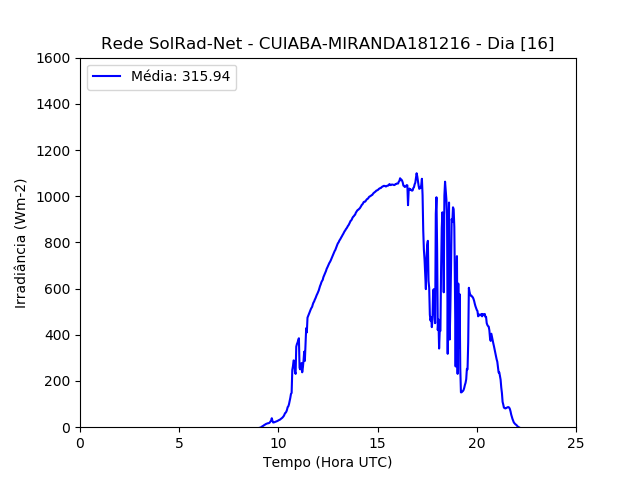 Rede SolRad-Net - CUIABA-MIRANDA181216 - Dia [16]
Média: 315.94
1600
1400
1200
1000
800
600
400
200
0
Irradiância (Wm-2)
0 5 10 15 20 25
Tempo (Hora UTC)